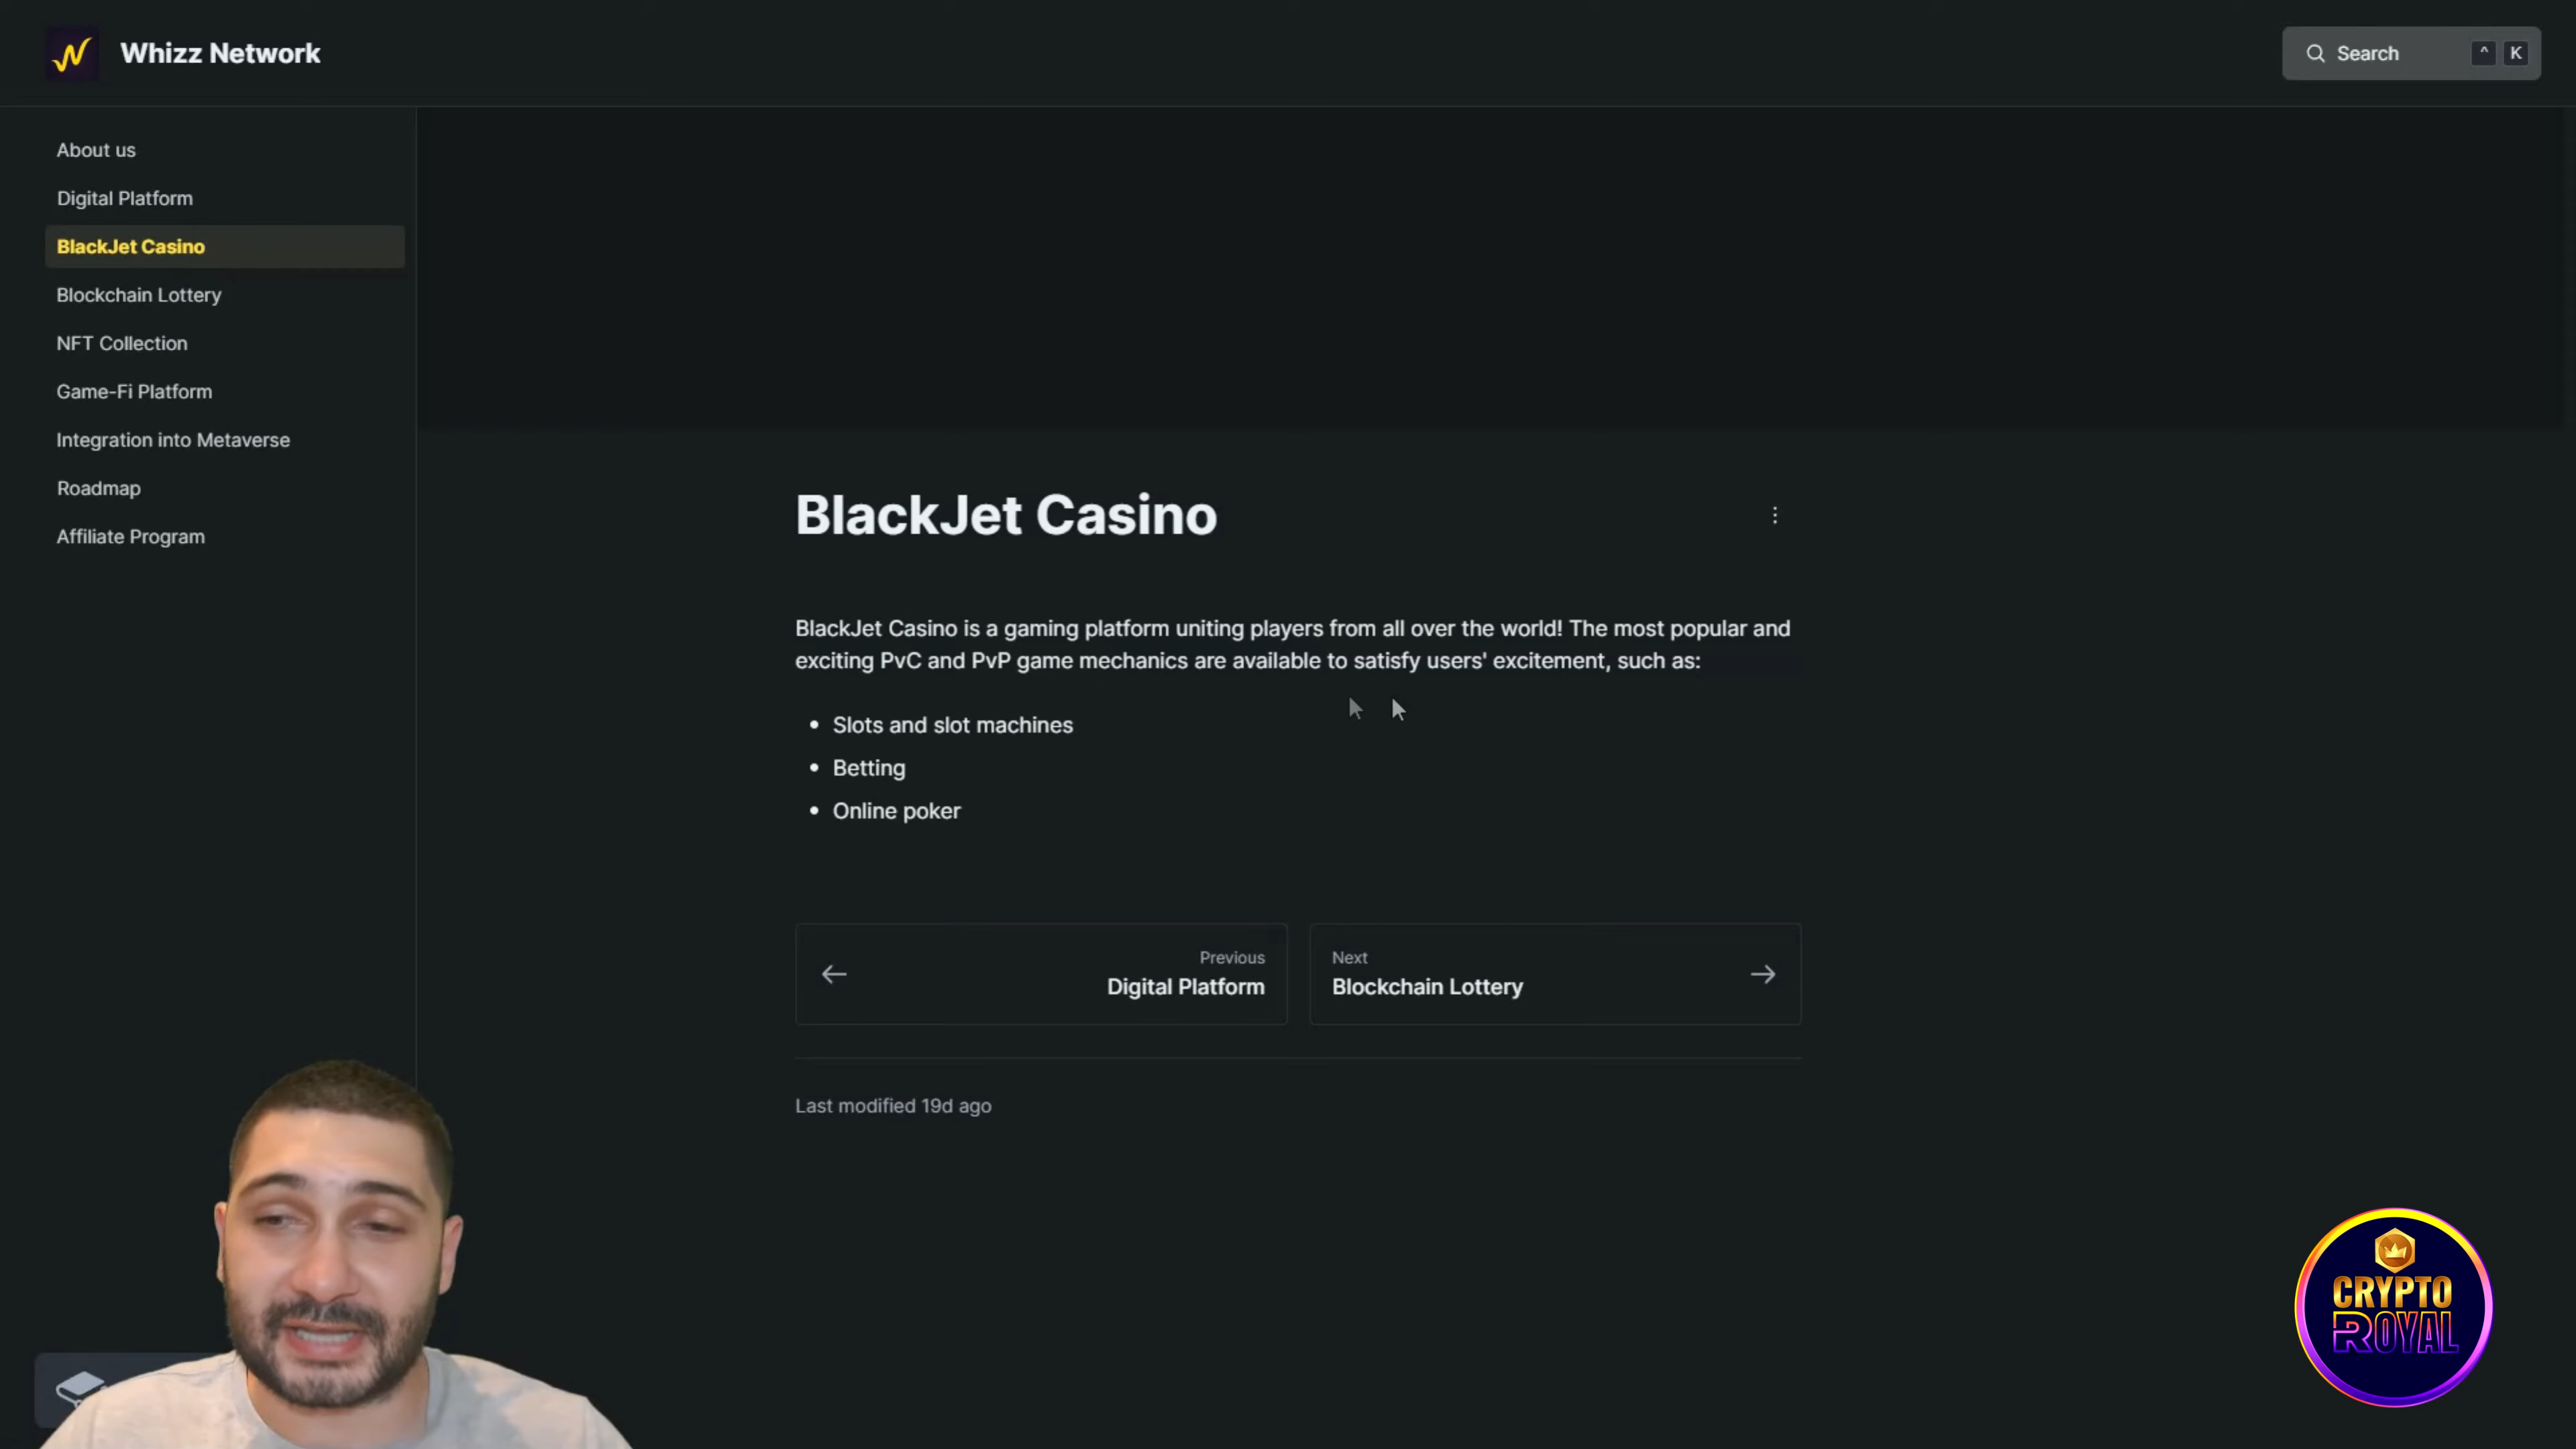 Whizz Network
Search
^ K
About us
Digital Platform
BlackJet Casino
Blockchain Lottery
NFT Collection
Game-Fi Platform
Integration into Metaverse
Roadmap
Affiliate Program
BlackJet Casino
BlackJet Casino is a gaming platform uniting players from all over the world! The most popular and
exciting PvC and PvP game mechanics are available to satisfy users' excitement, such as:
• Slots and slot machines
• Betting
• Online poker
Previous
Digital Platform
Next
Blockchain Lottery
Last modified 19d ago
CRYPTO
ROYAL